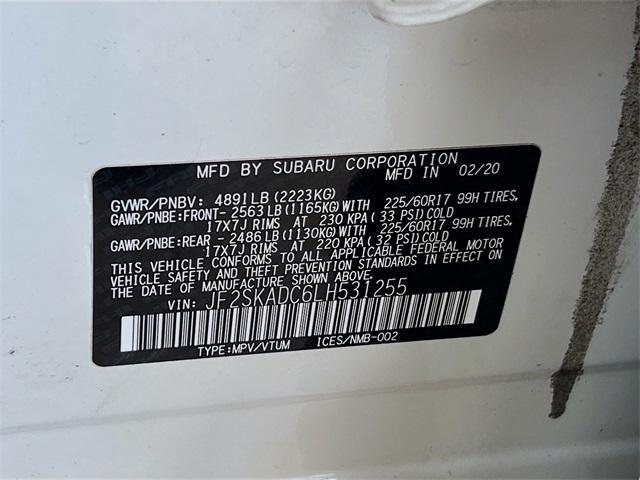 MFD BY SUBARU CORPORATION MFD IN 02/20
GVWR/PNBV: 4891LB (2223KG)
GAWR/PNBE:FRONT- 2563LB(1165KG)WITH 225/60R17 99H TIRES,
17X7J RIMS AT 230 KPA( 33 PSI)COLD
GAWR/PNBE:REAR -2486LB(1130KG)WITH 225/60R17 99H TIRES,
17X7J RIMS AT 220 KPA( 32 PSI)COLD
THIS VEHICLE CONFORMS TO ALL APPLICABLE FEDERAL MOTOR
VEHICLE SAFETY AND THEFT PREVENTION STANDARDS IN EFFECT ON
THE DATE OF MANUFACTURE SHOWN ABOVE.
VIN: JF2SKADC6LH531255
TYPE:MPV/VTUM ICES/NMB-002